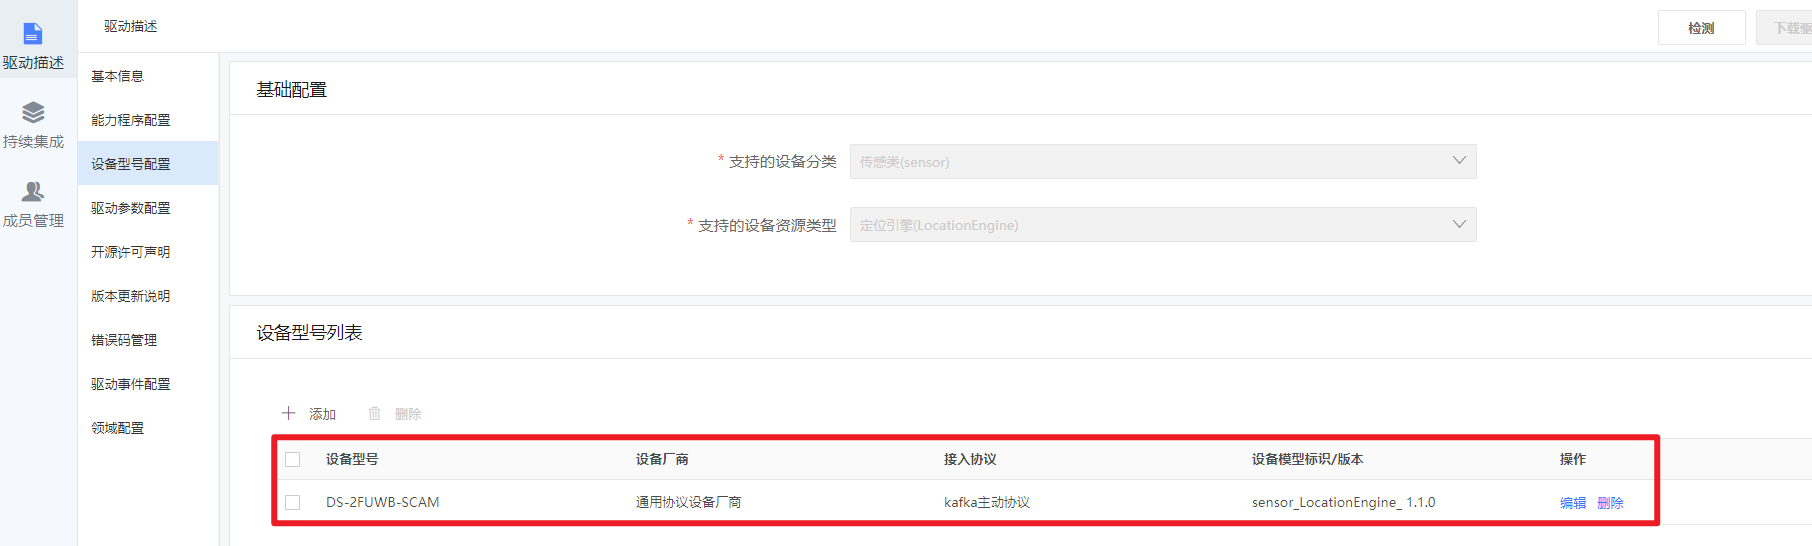 驱动描述
持续集成
成员管理
驱动描述
检测
下载驱
基本信息
能力程序配置
设备型号配置
驱动参数配置
开源许可声明
版本更新说明
错误码管理
驱动事件配置
领域配置
基础配置
* 支持的设备分类 传感类(sensor)
* 支持的设备资源类型 定位引擎(LocationEngine)
设备型号列表
添加 删除
设备型号 设备厂商 接入协议 设备模型标识/版本 操作
DS-2FUWB-SCAM 通用协议设备厂商 kafka主动协议 sensor_LocationEngine_ 1.1.0 编辑 删除